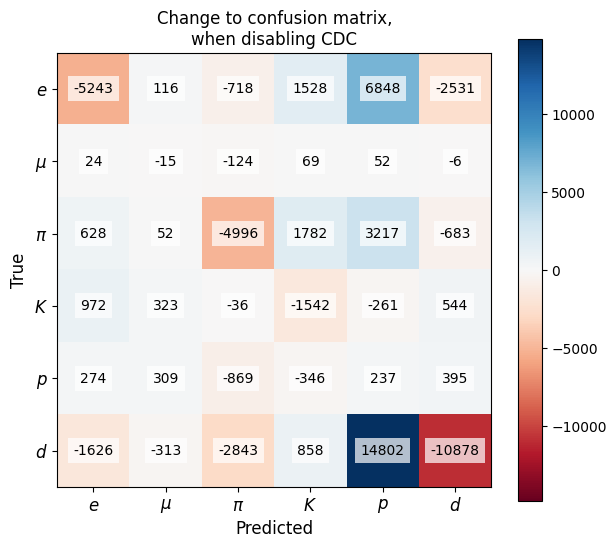 Change to confusion matrix,
when disabling CDC
e -5243 116 -718 1528 6848 -2531
μ 24 -15 -124 69 52 -6
π 628 52 -4996 1782 3217 -683
K 972 323 -36 -1542 -261 544
p 274 309 -869 -346 237 395
d -1626 -313 -2843 858 14802 -10878
e μ π K p d
Predicted
True
10000
5000
0
−5000
−10000